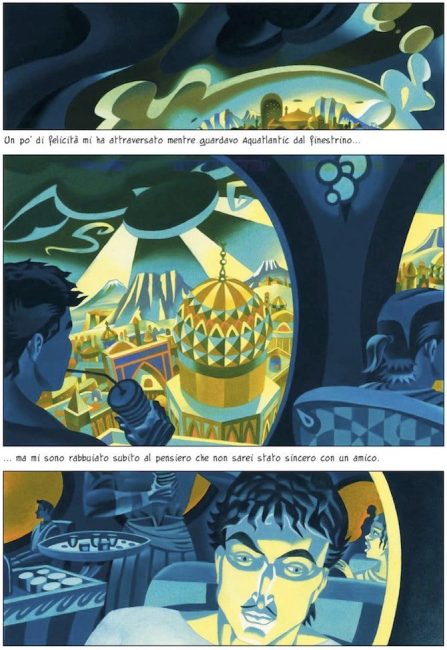 Un po' di felicità mi ha attraversato mentre guardavo Aquatlantic dal finestrino...
... ma mi sono rabbuiato subito al pensiero che non sarei stato sincero con un amico.